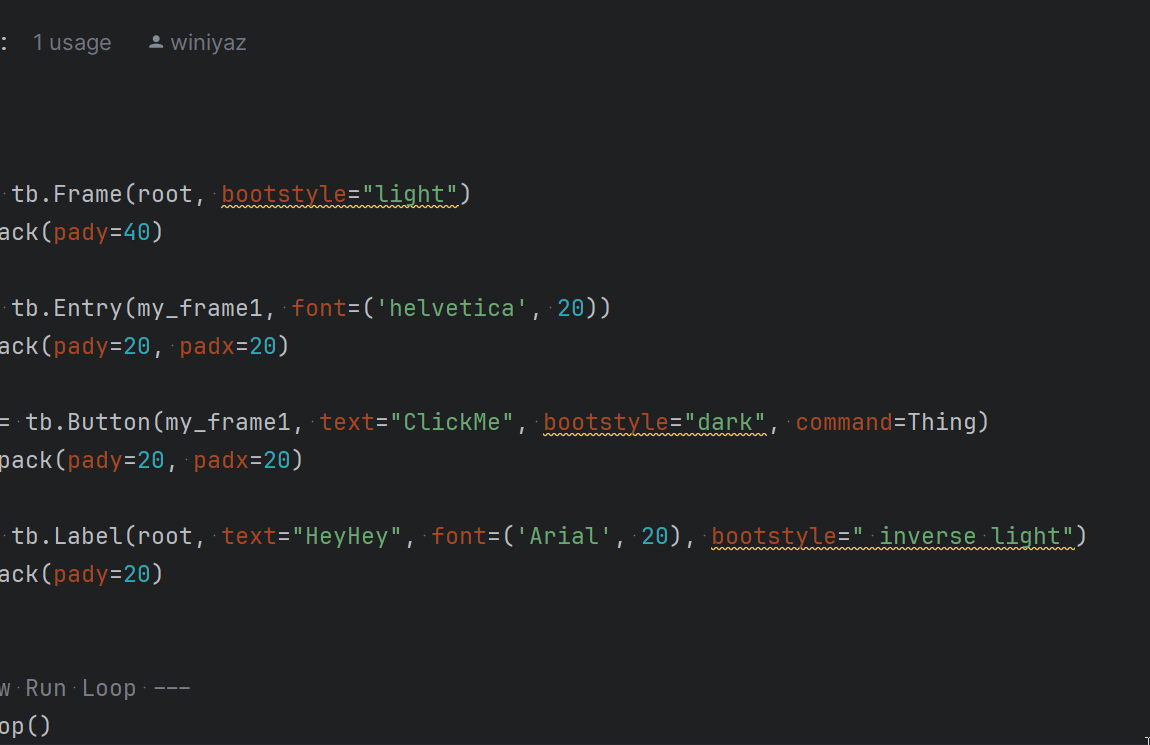 : 1 usage winiyaz
tb.Frame(root, bootstyle="light")
ack(pady=40)
tb.Entry(my_frame1, font=('helvetica', 20))
ack(pady=20, padx=20)
= tb.Button(my_frame1, text="ClickMe", bootstyle="dark", command=Thing)
pack(pady=20, padx=20)
tb.Label(root, text="HeyHey", font=('Arial', 20), bootstyle=" inverse light")
ack(pady=20)
w Run Loop ---
op()